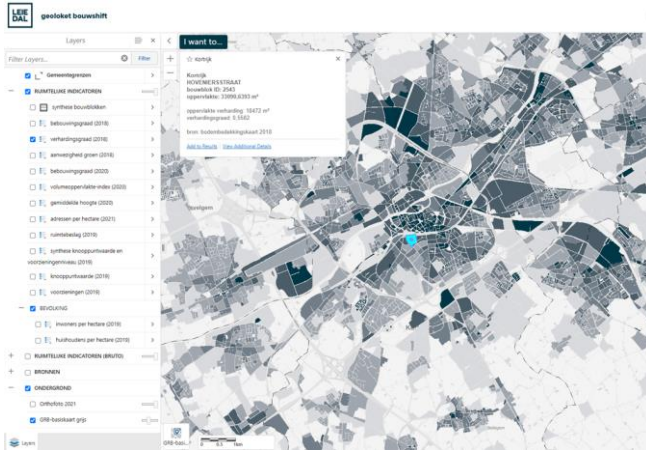 LEIE
DAL
geoloket bouwshift
Layers
Filter Layers...
Filter
Gemeentegrenzen
RUIMTELIJKE INDICATOREN
synthese bouwblokken
bebouwingsgraad (2018)
verhardingsgraad (2018)
aanwezigheid groen (2018)
bebouwingsgraad (2020)
volumeoppervlakte-index (2020)
gemiddelde hoogte (2020)
adressen per hectare (2021)
ruimtebeslag (2019)
synthese knooppuntwaarde en
voorzieningenniveau (2019)
knooppuntwaarde (2019)
voorzieningen (2019)
BEVOLKING
inwoners per hectare (2019)
huishoudens per hectare (2019)
RUIMTELIJKE INDICATOREN (BRUTO)
BRONNEN
ONDERGROND
Orthofoto 2021
GRB-basiskaart grijs
Layers
I want to...
Kortrijk
Kortrijk
HOVENIERSSTRAAT
bouwblok ID: 2543
oppervlakte: 33890,6393 m²
oppervlakte verharding: 18472 m²
verhardingsgraad: 0,5562
bron: bodembedekkingskaart 2018
Add to Results
View Additional Details
GRB-basi...
0 0.5 1km